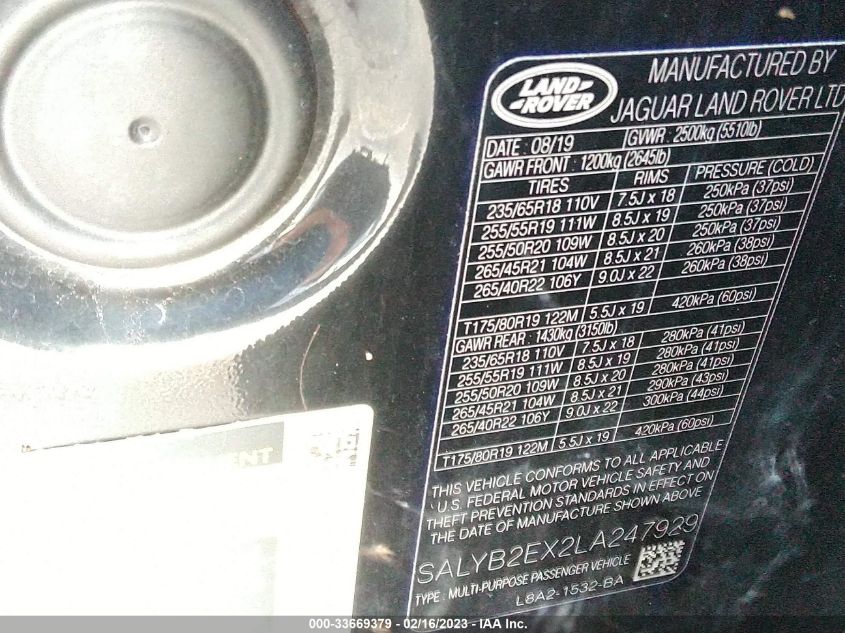 LAND ROVER
MANUFACTURED BY
JAGUAR LAND ROVER LTD
DATE : 08/19 GVWR : 2500kg (5510lb)
GAWR FRONT : 1200kg (2645lb)
TIRES RIMS PRESSURE (COLD)
235/65R18 110V 7.5J x 18 250kPa (37psi)
255/55R19 111W 8.5J x 19 250kPa (37psi)
255/50R20 109W 8.5J x 20 250kPa (37psi)
265/45R21 104W 8.5J x 21 260kPa (38psi)
265/40R22 106Y 9.0J x 22 260kPa (38psi)
T175/80R19 122M 5.5J x 19 420kPa (60psi)
GAWR REAR : 1430kg (3150lb)
235/65R18 110V 7.5J x 18 280kPa (41psi)
255/55R19 111W 8.5J x 19 280kPa (41psi)
255/50R20 109W 8.5J x 20 280kPa (41psi)
265/45R21 104W 8.5J x 21 290kPa (43psi)
265/40R22 106Y 9.0J x 22 300kPa (44psi)
T175/80R19 122M 5.5J x 19 420kPa (60psi)
THIS VEHICLE CONFORMS TO ALL APPLICABLE
U.S. FEDERAL MOTOR VEHICLE SAFETY AND
THEFT PREVENTION STANDARDS IN EFFECT ON
THE DATE OF MANUFACTURE SHOWN ABOVE
SALYB2EX2LA247929
TYPE : MULTI-PURPOSE PASSENGER VEHICLE
L8A2-1532-BA
000-33669379 - 02/16/2023 - IAA Inc.